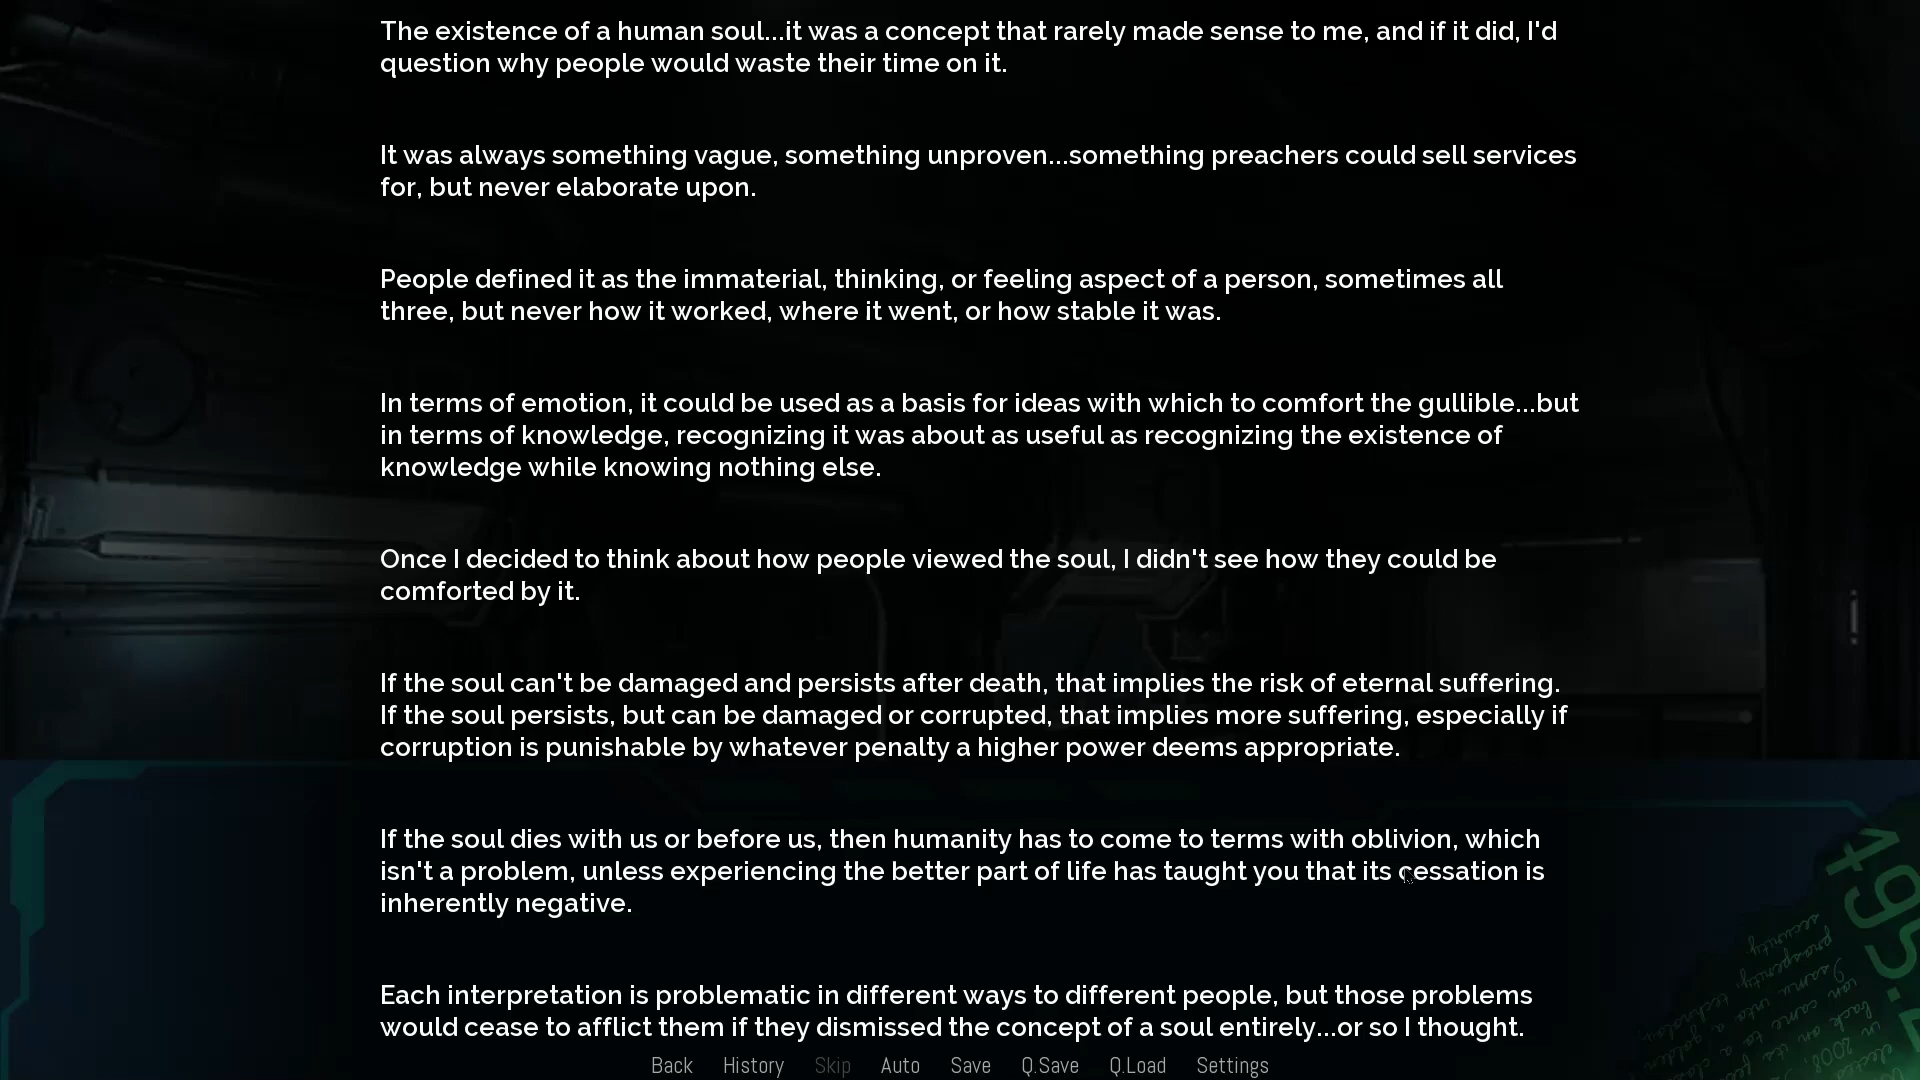 The existence of a human soul...it was a concept that rarely made sense to me, and if it did, I'd
question why people would waste their time on it.
It was always something vague, something unproven...something preachers could sell services
for, but never elaborate upon.
People defined it as the immaterial, thinking, or feeling aspect of a person, sometimes all
three, but never how it worked, where it went, or how stable it was.
In terms of emotion, it could be used as a basis for ideas with which to comfort the gullible...but
in terms of knowledge, recognizing it was about as useful as recognizing the existence of
knowledge while knowing nothing else.
Once I decided to think about how people viewed the soul, I didn't see how they could be
comforted by it.
If the soul can't be damaged and persists after death, that implies the risk of eternal suffering.
If the soul persists, but can be damaged or corrupted, that implies more suffering, especially if
corruption is punishable by whatever penalty a higher power deems appropriate.
If the soul dies with us or before us, then humanity has to come to terms with oblivion, which
isn't a problem, unless experiencing the better part of life has taught you that its cessation is
inherently negative.
Each interpretation is problematic in different ways to different people, but those problems
would cease to afflict them if they dismissed the concept of a soul entirely...or so I thought.
Back History Skip Auto Save Q.Save Q.Load Settings